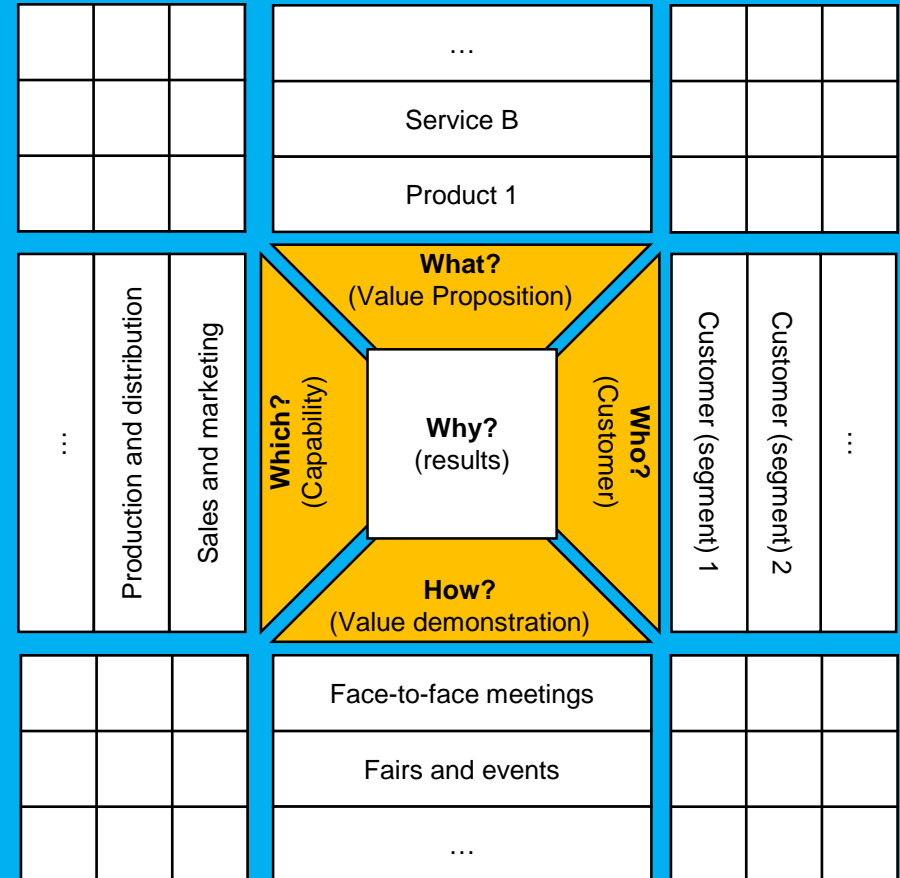 …
Service B
Product 1
What?
(Value Proposition)
…
Production and distribution
Sales and marketing
Which?
(Capability)
Why?
(results)
Who?
(Customer)
Customer (segment) 1
Customer (segment) 2
…
How?
(Value demonstration)
Face-to-face meetings
Fairs and events
…